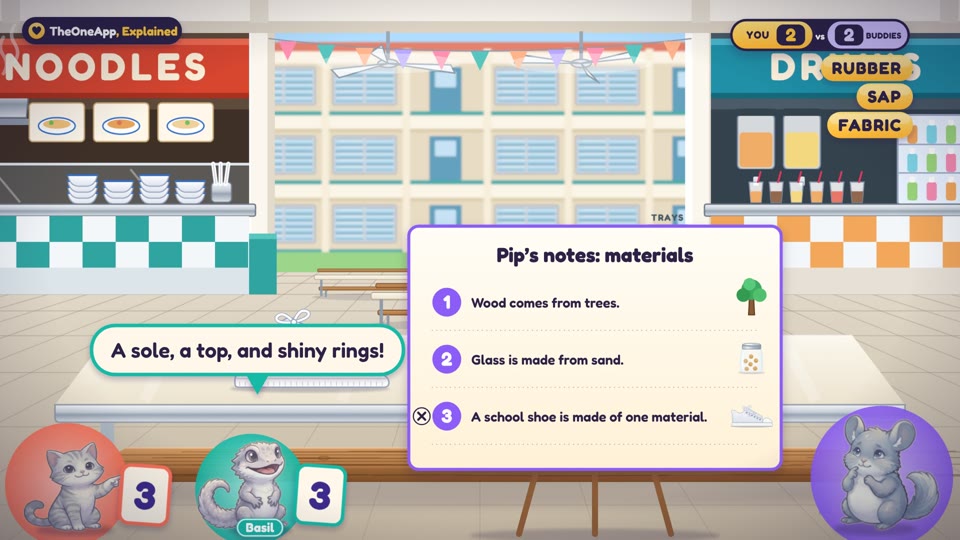 TheOneApp, Explained
YOU 2 vs 2 BUDDIES
NOODLES
RUBBER
SAP
FABRIC
TRAYS
Pip's notes: materials
1 Wood comes from trees.
2 Glass is made from sand.
3 A school shoe is made of one material.
A sole, a top, and shiny rings!
3
3
Basil